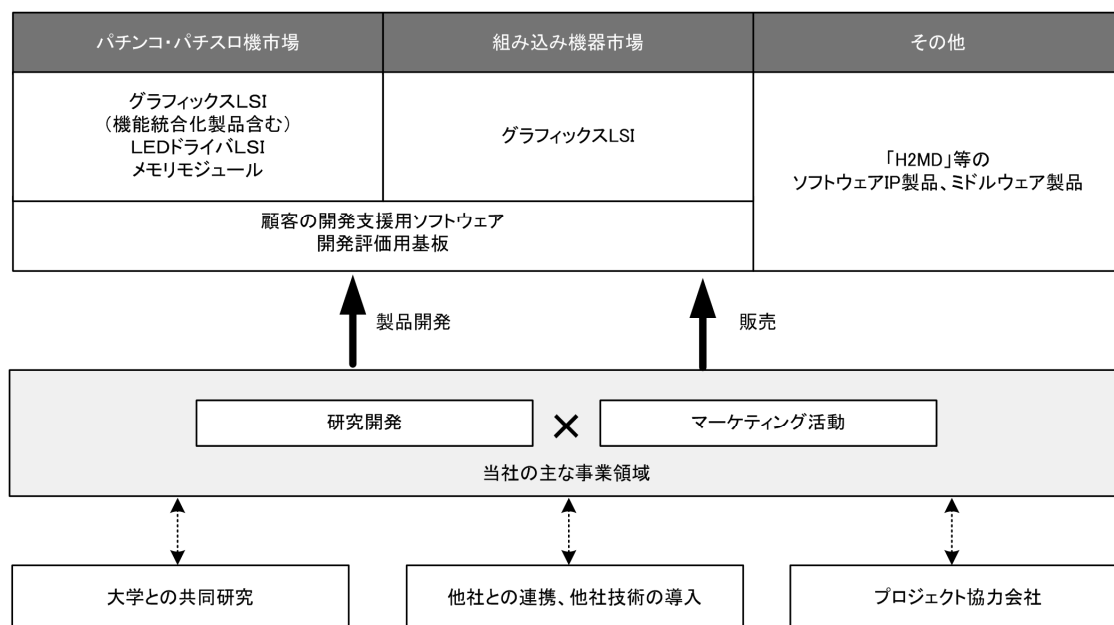 パチンコ・パチスロ機市場
組み込み機器市場
その他
グラフィックスLSI
（機能統合化製品含む）
LEDドライバLSI
メモリモジュール
グラフィックスLSI
「H2MD」等の
ソフトウェアIP製品、ミドルウェア製品
顧客の開発支援用ソフトウェア
開発評価用基板
製品開発
販売
研究開発
×
マーケティング活動
当社の主な事業領域
大学との共同研究
他社との連携、他社技術の導入
プロジェクト協力会社